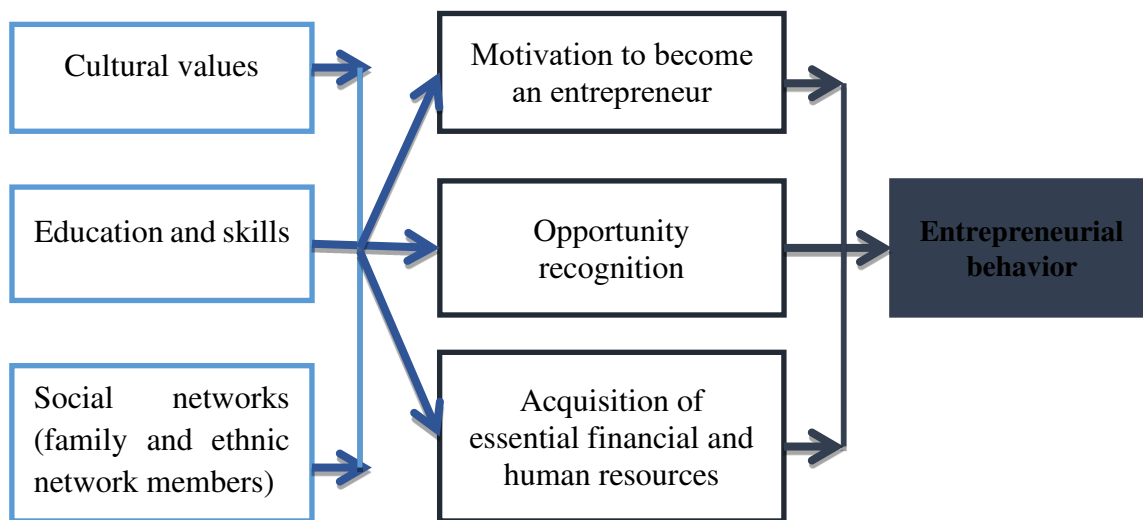 Cultural values
Motivation to become
an entrepreneur
Education and skills
Opportunity
recognition
Entrepreneurial
behavior
Social networks
(family and ethnic
network members)
Acquisition of
essential financial and
human resources